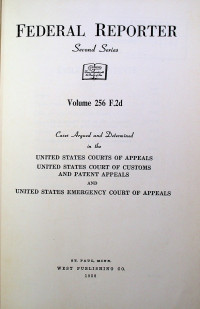 FEDERAL REPORTER
Second Series
Volume 256 F.2d
Cases Argued and Determined
in the
UNITED STATES COURTS OF APPEALS
UNITED STATES COURT OF CUSTOMS
AND PATENT APPEALS
AND
UNITED STATES EMERGENCY COURT OF APPEALS
ST. PAUL, MINN.
WEST PUBLISHING CO.